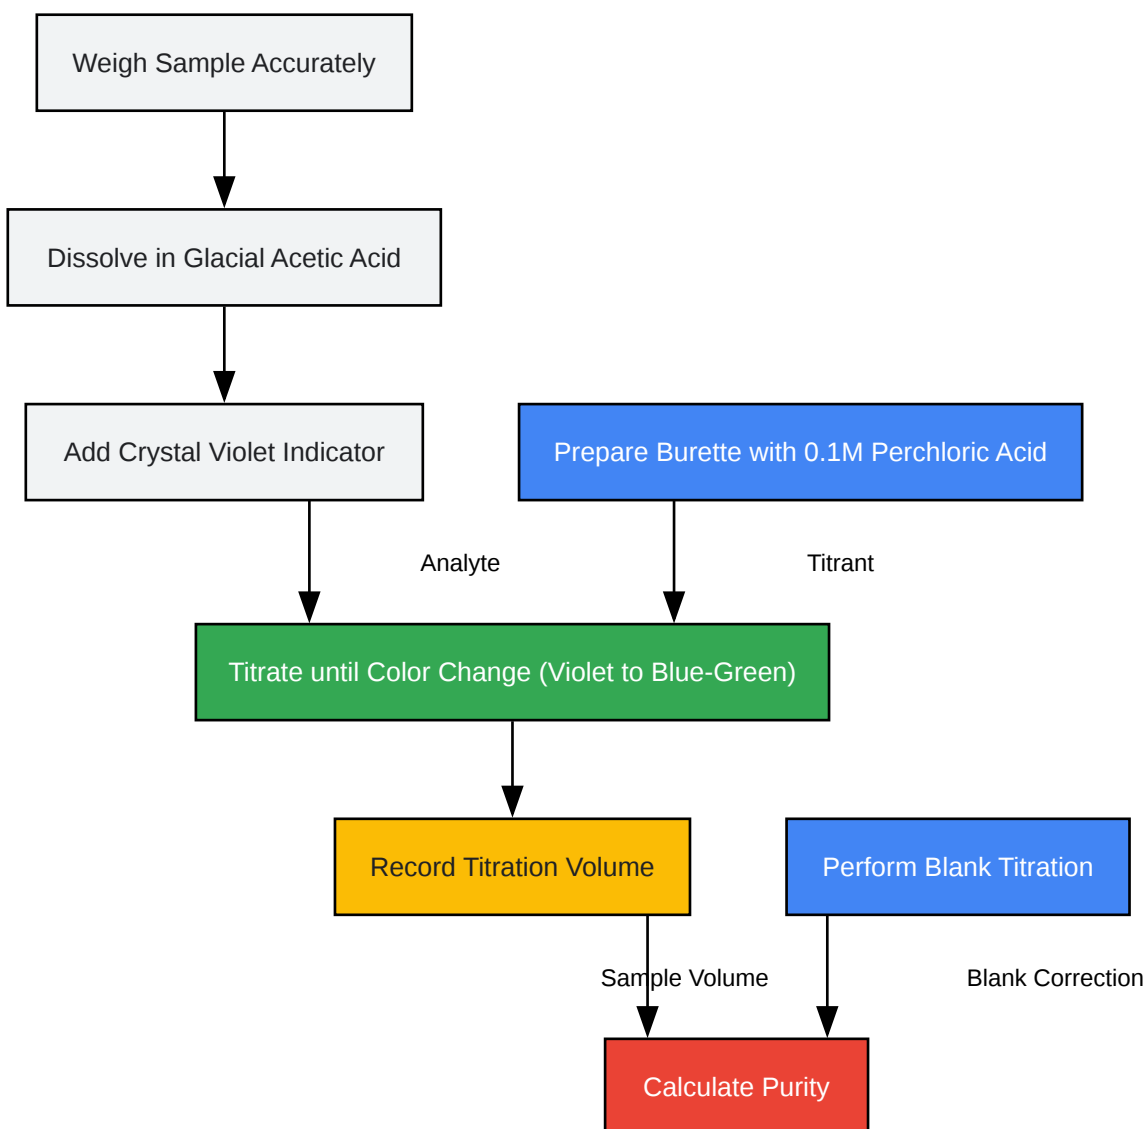 Weigh Sample Accurately
Dissolve in Glacial Acetic Acid
Add Crystal Violet Indicator
Prepare Burette with 0.1M Perchloric Acid
Analyte
Titrant
Titrate until Color Change (Violet to Blue-Green)
Record Titration Volume
Perform Blank Titration
Sample Volume
Blank Correction
Calculate Purity